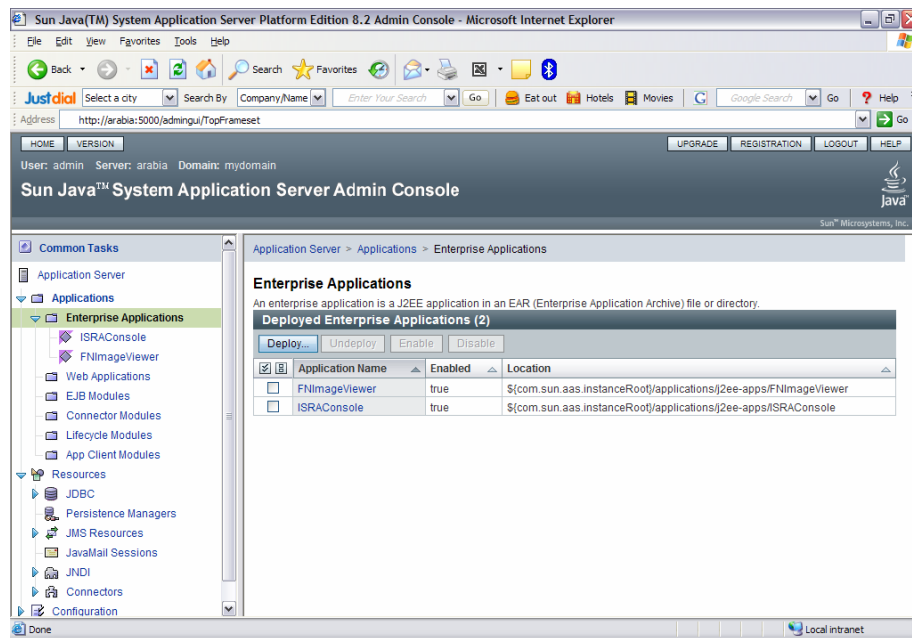 Sun Java(TM) System Application Server Platform Edition 8.2 Admin Console - Microsoft Internet Explorer
File Edit View Favorites Tools Help
Back Search Favorites
Justdial Select a city Search By Company/Name Enter Your Search Go Eat out Hotels Movies G Google Search Go ? Help
Address http://arabia:5000/admingui/TopFrameset Go
HOME VERSION UPGRADE REGISTRATION LOGOUT HELP
User: admin Server: arabia Domain: mydomain
Sun Java™ System Application Server Admin Console
Java™
Sun™ Microsystems, Inc.
Common Tasks
Application Server
Applications
Enterprise Applications
ISRAConsole
FNImageViewer
Web Applications
EJB Modules
Connector Modules
Lifecycle Modules
App Client Modules
Resources
JDBC
Persistence Managers
JMS Resources
JavaMail Sessions
JNDI
Connectors
Configuration
Application Server > Applications > Enterprise Applications
Enterprise Applications
An enterprise application is a J2EE application in an EAR (Enterprise Application Archive) file or directory.
Deployed Enterprise Applications (2)
Deploy... Undeploy Enable Disable
Application Name Enabled Location
FNImageViewer true ${com.sun.aas.instanceRoot}/applications/j2ee-apps/FNImageViewer
ISRAConsole true ${com.sun.aas.instanceRoot}/applications/j2ee-apps/ISRAConsole
Done Local intranet